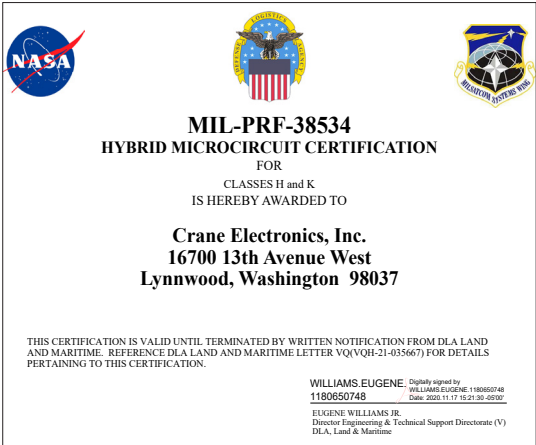 NASA
DEFENSE LOGISTICS AGENCY
MILSATCOM SYSTEMS WING
MIL-PRF-38534
HYBRID MICROCIRCUIT CERTIFICATION
FOR
CLASSES H and K
IS HEREBY AWARDED TO
Crane Electronics, Inc.
16700 13th Avenue West
Lynnwood, Washington 98037
THIS CERTIFICATION IS VALID UNTIL TERMINATED BY WRITTEN NOTIFICATION FROM DLA LAND
AND MARITIME. REFERENCE DLA LAND AND MARITIME LETTER VQ(VQH-21-035667) FOR DETAILS
PERTAINING TO THIS CERTIFICATION.
WILLIAMS.EUGENE.
1180650748
Digitally signed by
WILLIAMS.EUGENE.1180650748
Date: 2020.11.17 15:21:30 -05'00'
EUGENE WILLIAMS JR.
Director Engineering & Technical Support Directorate (V)
DLA, Land & Maritime